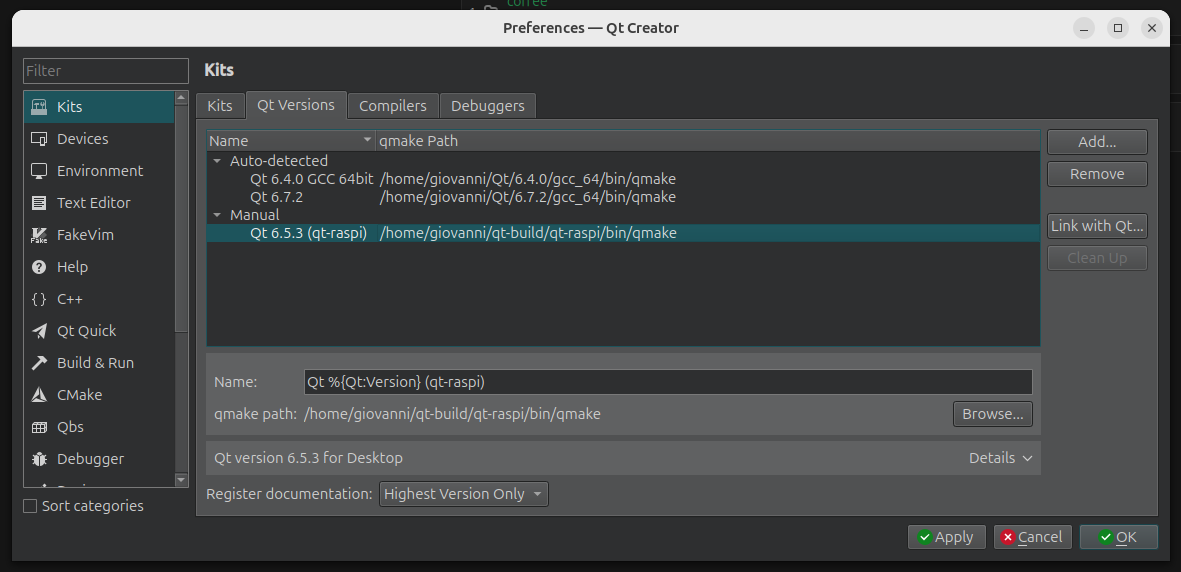 coffee
Preferences — Qt Creator
Filter
Kits
Kits
Devices
Environment
Text Editor
FakeVim
Help
{} C++
Qt Quick
Build & Run
CMake
Qbs
Debugger
Sort categories
Kits Qt Versions Compilers Debuggers
Name qmake Path
Auto-detected
Qt 6.4.0 GCC 64bit /home/giovanni/Qt/6.4.0/gcc_64/bin/qmake
Qt 6.7.2 /home/giovanni/Qt/6.7.2/gcc_64/bin/qmake
Manual
Qt 6.5.3 (qt-raspi) /home/giovanni/qt-build/qt-raspi/bin/qmake
Add...
Remove
Link with Qt...
Clean Up
Name: Qt %{Qt:Version} (qt-raspi)
qmake path: /home/giovanni/qt-build/qt-raspi/bin/qmake Browse...
Qt version 6.5.3 for Desktop Details
Register documentation: Highest Version Only
Apply Cancel OK